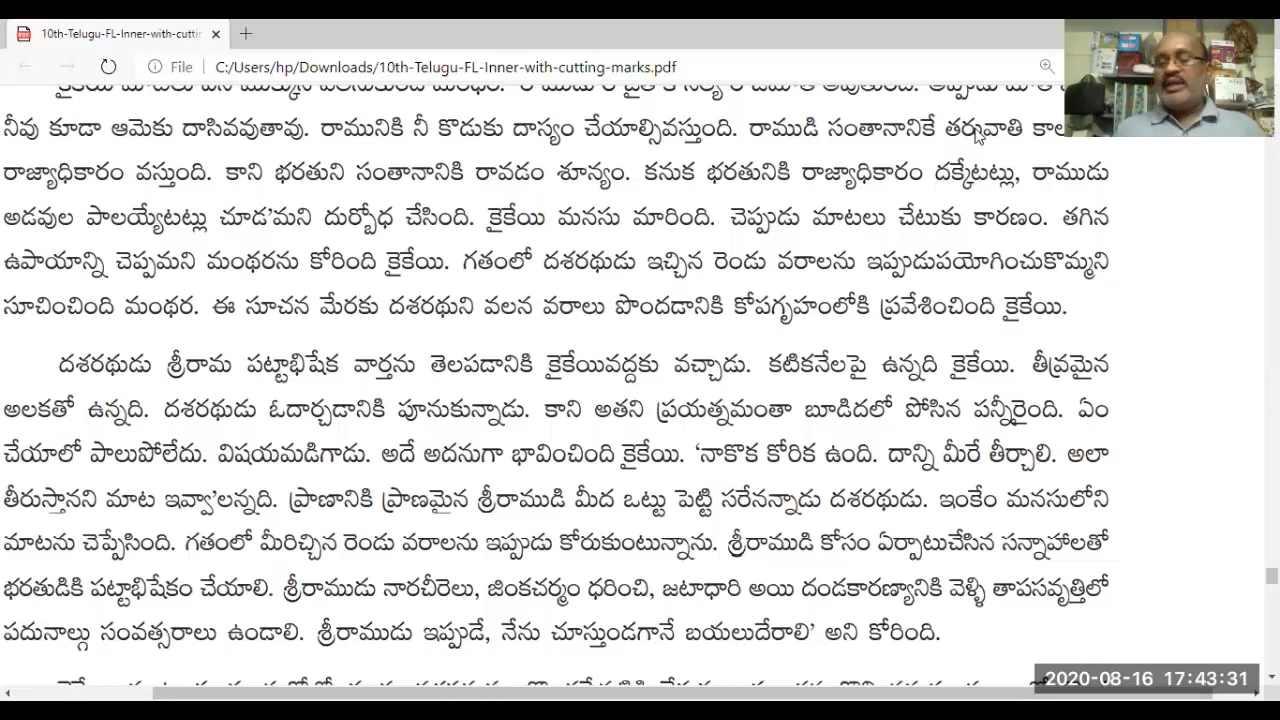 10th-Telugu-FL-Inner-with-cuttin
File C:/Users/hp/Downloads/10th-Telugu-FL-Inner-with-cutting-marks.pdf
నీవు కూడా ఆమెకు దాసివవుతావు. రామునికి నీ కొడుకు దాస్యం చేయాల్సివస్తుంది. రాముడి సంతానానికే తర్వవాతి
రాజ్యాధికారం వస్తుంది. కాని భరతుని సంతానానికి రావడం శూన్యం. కనుక భరతునికి రాజ్యాధికారం దక్కేటట్లు, రాముడు
అడవుల పాలయ్యేటట్లు చూడ’మని దుర్బోధ చేసింది. కైకేయి మనసు మారింది. చెప్పుడు మాటలు చేటుకు కారణం. తగిన
ఉపాయాన్ని చెప్పమని మంథరను కోరింది కైకేయి. గతంలో దశరథుడు ఇచ్చిన రెండు వరాలను ఇప్పుడుపయోగించుకొమ్మని
సూచించింది మంథర. ఈ సూచన మేరకు దశరథుని వలన వరాలు పొందడానికి కోపగృహంలోకి ప్రవేశించింది కైకేయి.
దశరథుడు శ్రీరామ పట్టాభిషేక వార్తను తెలపడానికి కైకేయివద్దకు వచ్చాడు. కటికనేలపై ఉన్నది కైకేయి. తీవ్రమైన
అలకతో ఉన్నది. దశరథుడు ఓదార్చడానికి పూనుకున్నాడు. కాని అతని ప్రయత్నమంతా బూడిదలో పోసిన పన్నీరైంది. ఏం
చేయాలో పాలుపోలేదు. విషయమడిగాడు. అదే అదనుగా భావించింది కైకేయి. ‘నాకొక కోరిక ఉంది. దాన్ని మీరే తీర్చాలి. అలా
తీరుస్తానని మాట ఇవ్వా’లన్నది. ప్రాణానికి ప్రాణమైన శ్రీరాముడి మీద ఒట్టు పెట్టి సరేనన్నాడు దశరథుడు. ఇంకేం మనసులోని
మాటను చెప్పేసింది. గతంలో మీరిచ్చిన రెండు వరాలను ఇప్పుడు కోరుకుంటున్నాను. శ్రీరాముడి కోసం ఏర్పాటుచేసిన సన్నాహాలతో
భరతుడికి పట్టాభిషేకం చేయాలి. శ్రీరాముడు నారచీరెలు, జింకచర్మం ధరించి, జటాధారి అయి దండకారణ్యానికి వెళ్ళి తాపసవృత్తిలో
పదునాల్గు సంవత్సరాలు ఉండాలి. శ్రీరాముడు ఇప్పుడే, నేను చూస్తుండగానే బయలుదేరాలి’ అని కోరింది.
2020-08-16 17:43:31